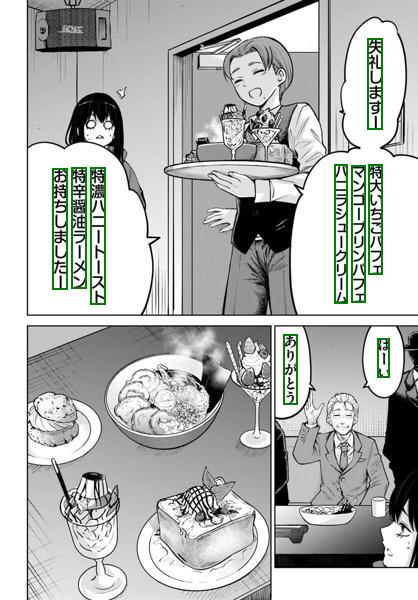 失礼しますー
特大いちごパフェ
マンゴープリンパフェ
バニラシュークリーム
特濃ハニートースト
特辛醤油ラーメン
お持ちしましたー
はーい
ありがとう